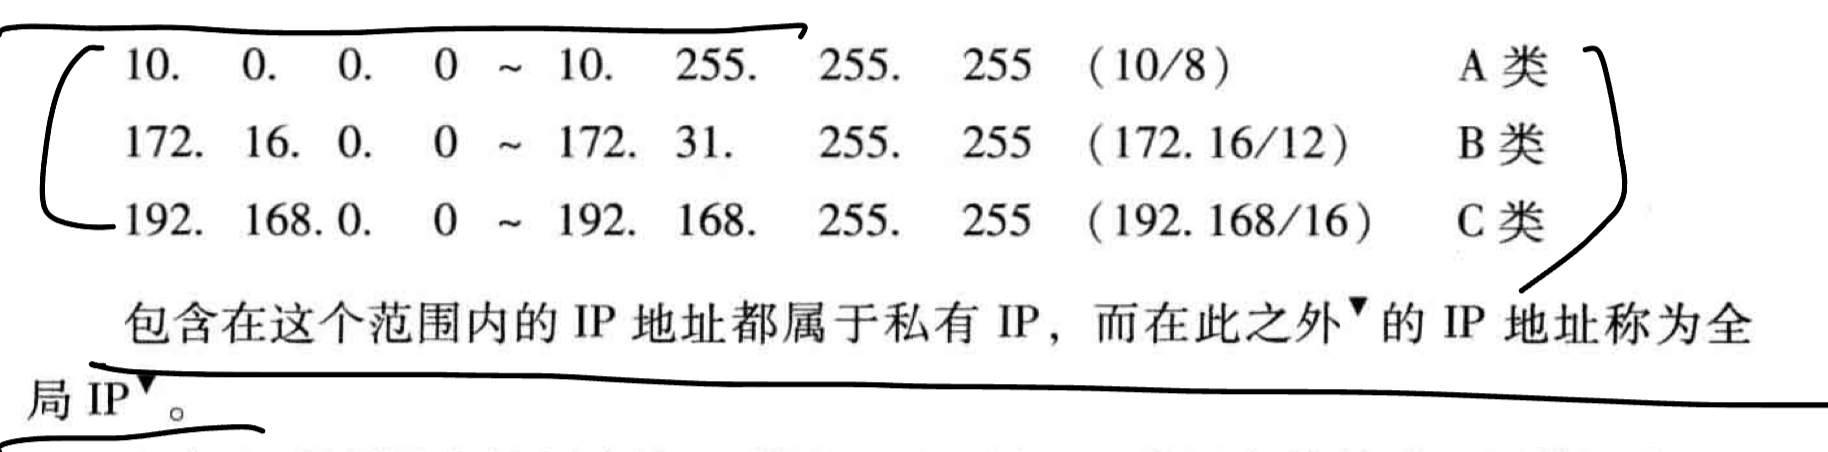 10. 0. 0. 0 ~ 10. 255. 255. 255 (10/8) A 类
172. 16. 0. 0 ~ 172. 31. 255. 255 (172. 16/12) B 类
192. 168. 0. 0 ~ 192. 168. 255. 255 (192. 168/16) C 类
包含在这个范围内的 IP 地址都属于私有 IP，而在此之外▼的 IP 地址称为全
局 IP▼。